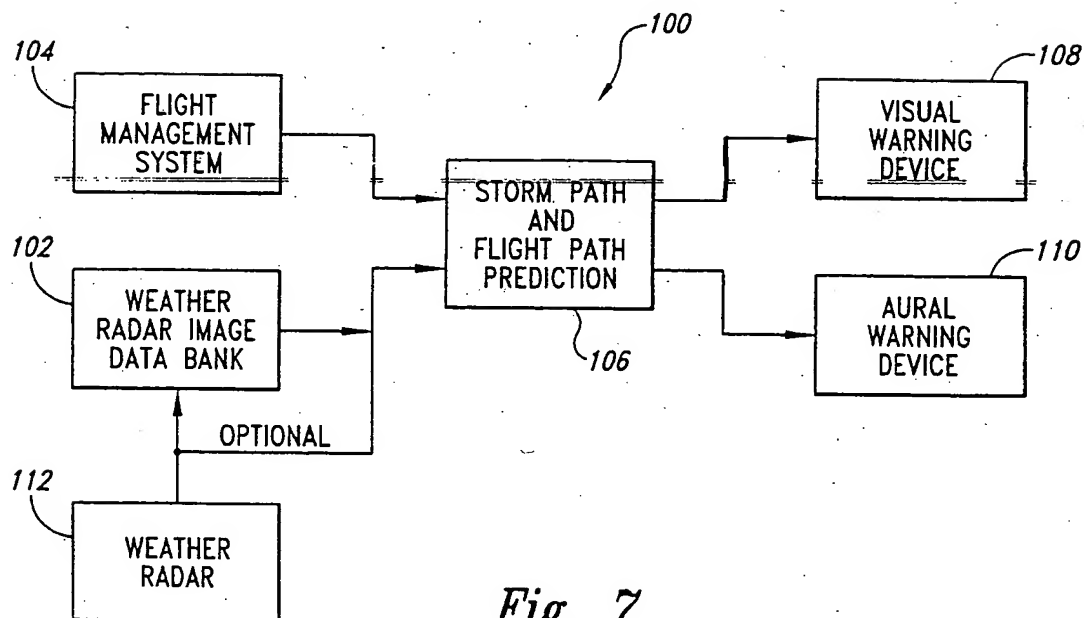 100
104
FLIGHT
MANAGEMENT
SYSTEM
108
VISUAL
WARNING
DEVICE
STORM PATH
AND
FLIGHT PATH
PREDICTION
106
102
WEATHER
RADAR IMAGE
DATA BANK
110
AURAL
WARNING
DEVICE
OPTIONAL
112
WEATHER
RADAR
Fig. 7